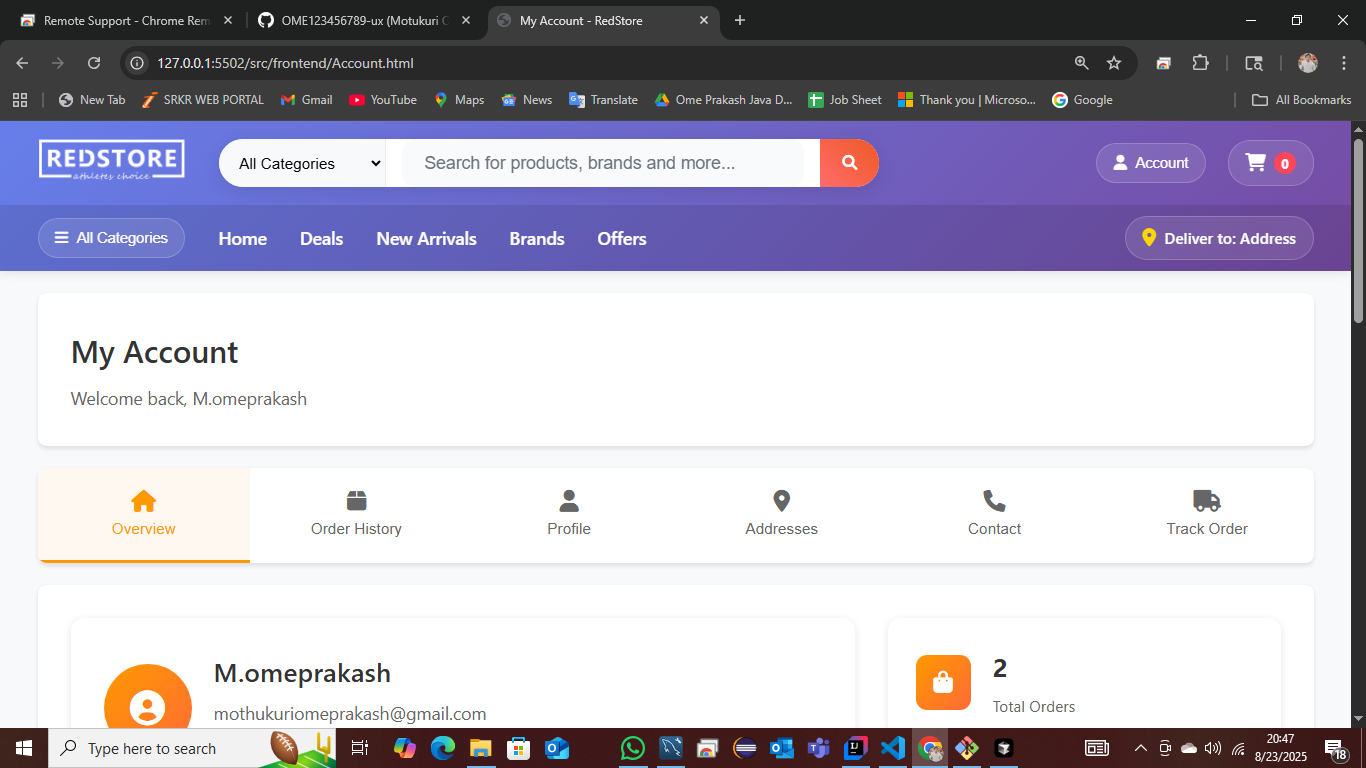 Remote Support - Chrome Rem
OME123456789-ux (Motukuri O
My Account - RedStore
127.0.0.1:5502/src/frontend/Account.html
New Tab
SRKR WEB PORTAL
Gmail
YouTube
Maps
News
Translate
Ome Prakash Java D...
Job Sheet
Thank you | Microso...
Google
All Bookmarks
REDSTORE
athletes choice
All Categories
Search for products, brands and more...
Account
0
All Categories
Home
Deals
New Arrivals
Brands
Offers
Deliver to: Address
My Account
Welcome back, M.omeprakash
Overview
Order History
Profile
Addresses
Contact
Track Order
M.omeprakash
mothukuriomeprakash@gmail.com
2
Total Orders
Type here to search
20:47
8/23/2025
18